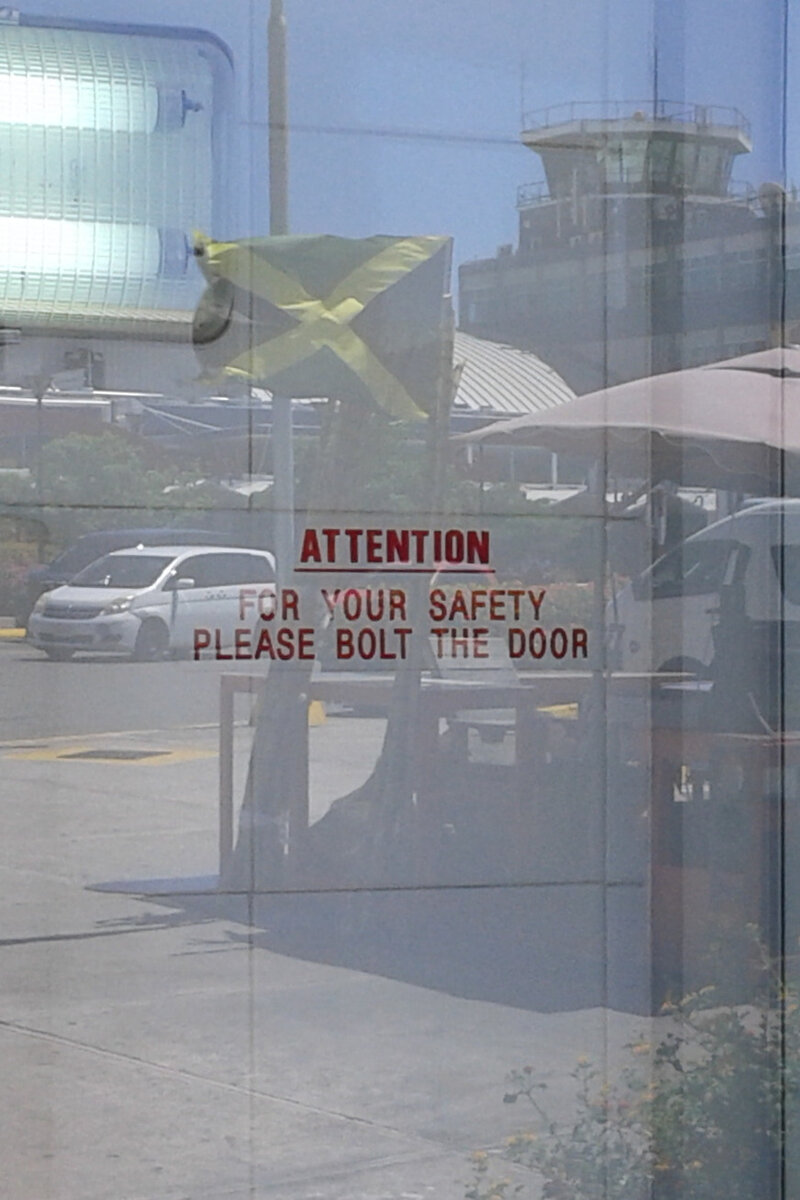 ATTENTION
FOR YOUR SAFETY
PLEASE BOLT THE DOOR